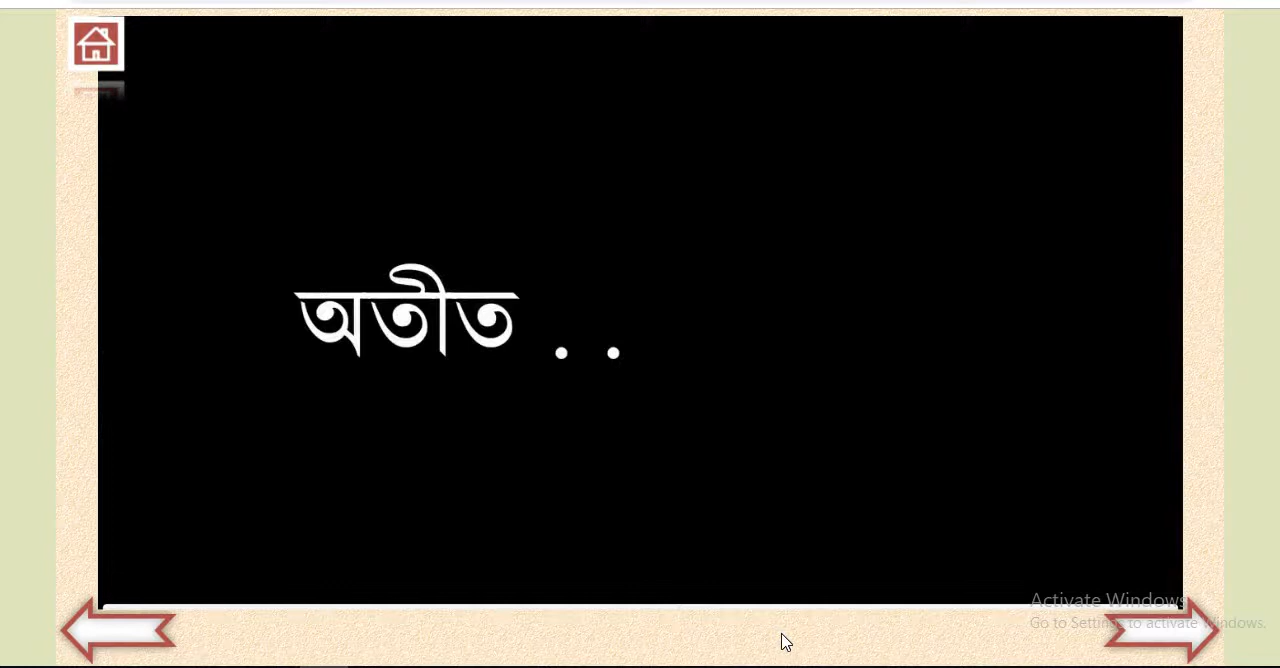 অতীত . .
Activate Windows
Go to Settings to activate Windows.